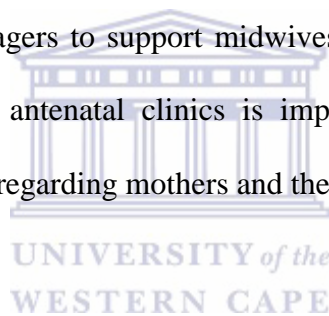 agers to support midwives
antenatal clinics is imp
regarding mothers and the
UNIVERSITY of the
WESTERN CAPE